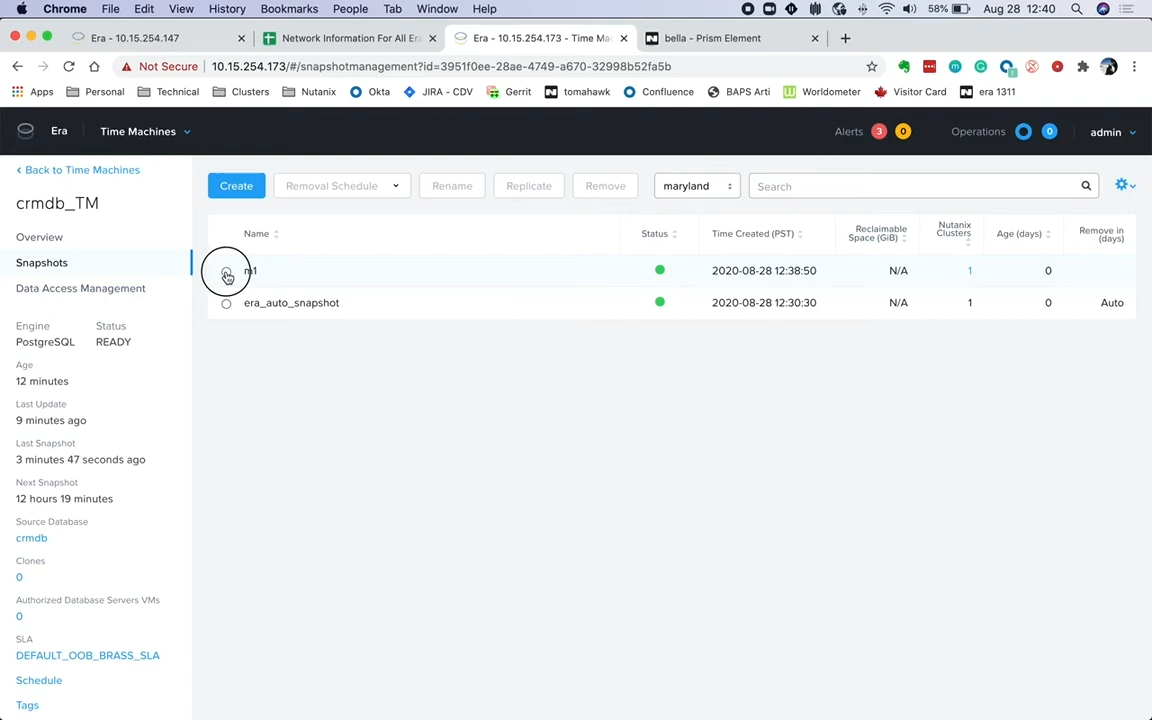 Chrome File Edit View History Bookmarks People Tab Window Help 58% Aug 28 12:40
Era - 10.15.254.147 Network Information For All Era Era - 10.15.254.173 - Time Mac bella - Prism Element
Not Secure 10.15.254.173/#/snapshotmanagement?id=3951f0ee-28ae-4749-a670-32998b52fa5b
Apps Personal Technical Clusters Nutanix Okta JIRA - CDV Gerrit tomahawk Confluence BAPS Arti Worldometer Visitor Card era 1311
Era Time Machines Alerts 3 0 Operations 0 admin
< Back to Time Machines
Create Removal Schedule Rename Replicate Remove maryland Search
crmdb_TM
Overview
Snapshots
Data Access Management
Name Status Time Created (PST) Reclaimable Space (GiB) Nutanix Clusters Age (days) Remove in (days)
m1 2020-08-28 12:38:50 N/A 1 0
era_auto_snapshot 2020-08-28 12:30:30 N/A 1 0 Auto
Engine Status
PostgreSQL READY
Age
12 minutes
Last Update
9 minutes ago
Last Snapshot
3 minutes 47 seconds ago
Next Snapshot
12 hours 19 minutes
Source Database
crmdb
Clones
0
Authorized Database Servers VMs
0
SLA
DEFAULT_OOB_BRASS_SLA
Schedule
Tags